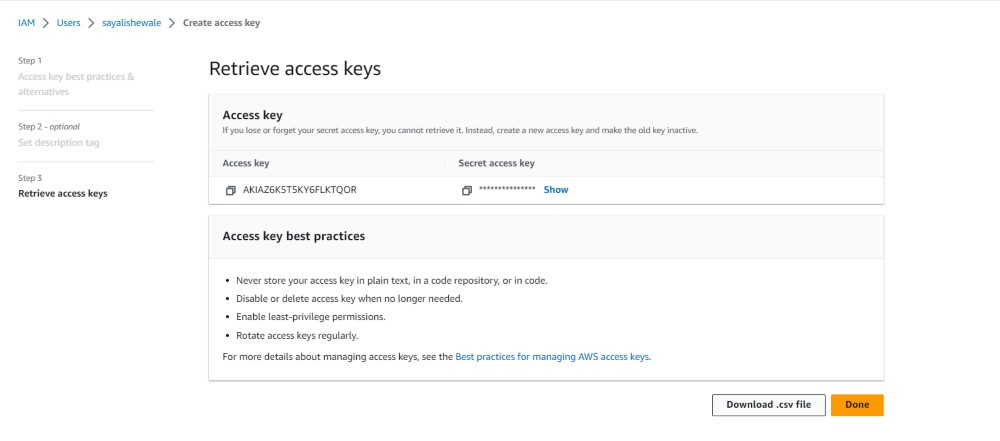 IAM > Users > sayalishewale > Create access key
Step 1
Access key best practices &
alternatives
Step 2 - optional
Set description tag
Step 3
Retrieve access keys
Retrieve access keys
Access key
If you lose or forget your secret access key, you cannot retrieve it. Instead, create a new access key and make the old key inactive.
Access key
Secret access key
AKIAZ6K5T5KY6FLKTQOR
*************** Show
Access key best practices
• Never store your access key in plain text, in a code repository, or in code.
• Disable or delete access key when no longer needed.
• Enable least-privilege permissions.
• Rotate access keys regularly.
For more details about managing access keys, see the Best practices for managing AWS access keys.
Download .csv file
Done